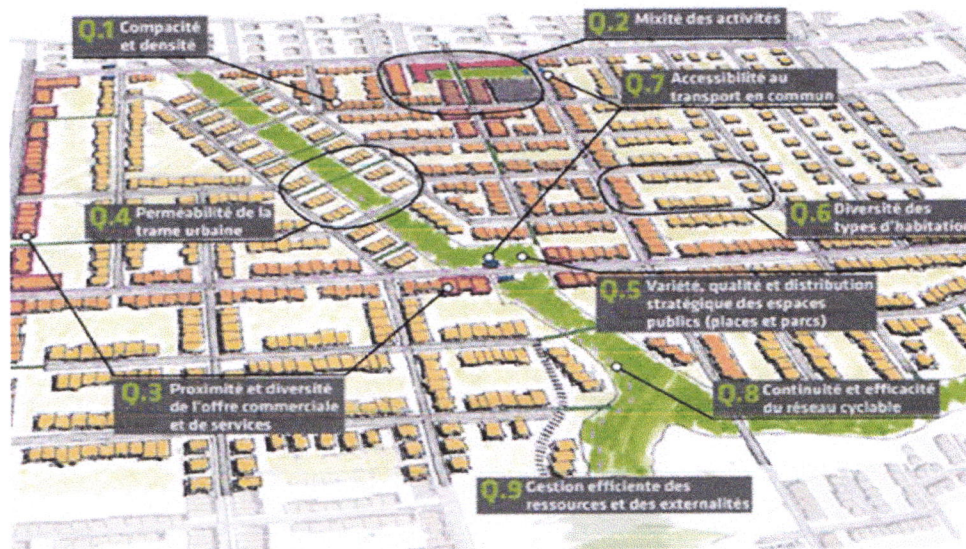 Q.1 Compacité
et densité
Q.2 Mixité des activités
Q.7 Accessibilité au
transport en commun
Q.4 Perméabilité de la
trame urbaine
Q.6 Diversité des
types d'habitation
Q.5 Variété, qualité et distribution
stratégique des espaces
publics (places et parcs)
Q.3 Proximité et diversité
de l'offre commerciale
et de services
Q.8 Continuité et efficacité
du réseau cyclable
Q.9 Gestion efficiente des
ressources et des externalités